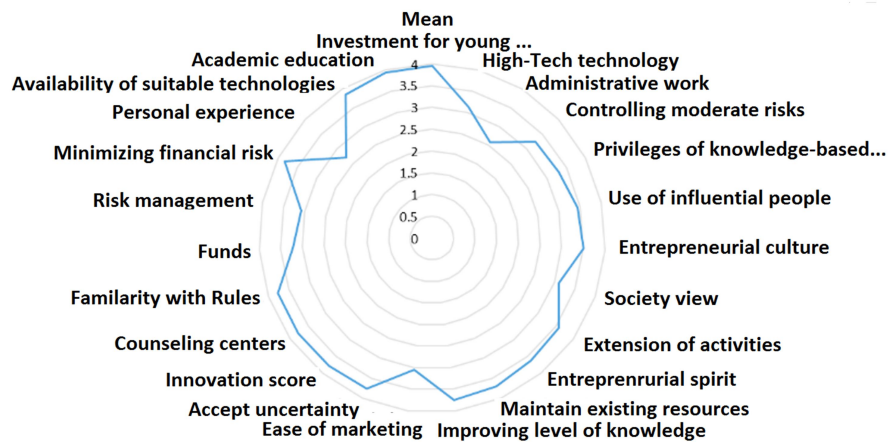 Mean
Investment for young ...
Academic education
High-Tech technology
Availability of suitable technologies
Administrative work
Personal experience
Controlling moderate risks
Minimizing financial risk
Privileges of knowledge-based...
Risk management
Use of influential people
Funds
Entrepreneurial culture
Familarity with Rules
Society view
Counseling centers
Extension of activities
Innovation score
Entreprenrurial spirit
Accept uncertainty
Maintain existing resources
Ease of marketing
Improving level of knowledge
4
3.5
3
2.5
2
1.5
1
0.5
0